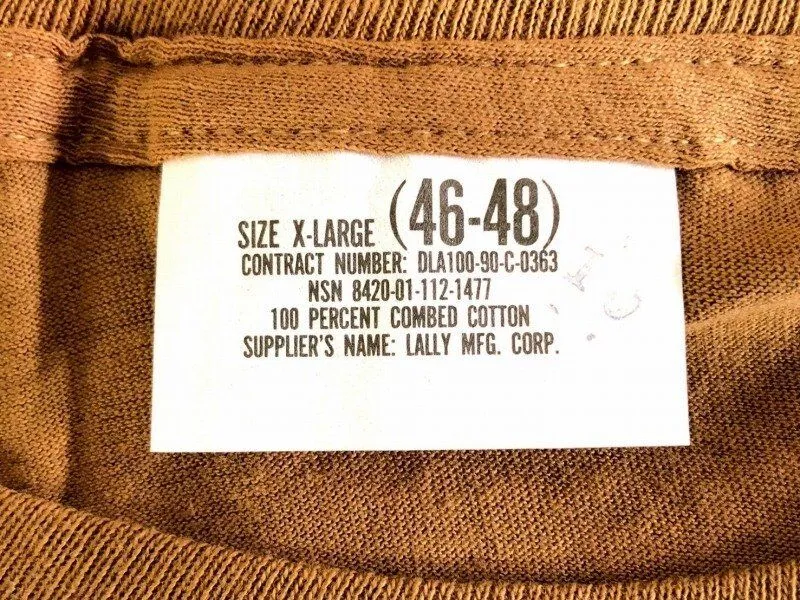 SIZE X-LARGE (46-48)
CONTRACT NUMBER: DLA100-90-C-0363
NSN 8420-01-112-1477
100 PERCENT COMBED COTTON
SUPPLIER'S NAME: LALLY MFG. CORP.